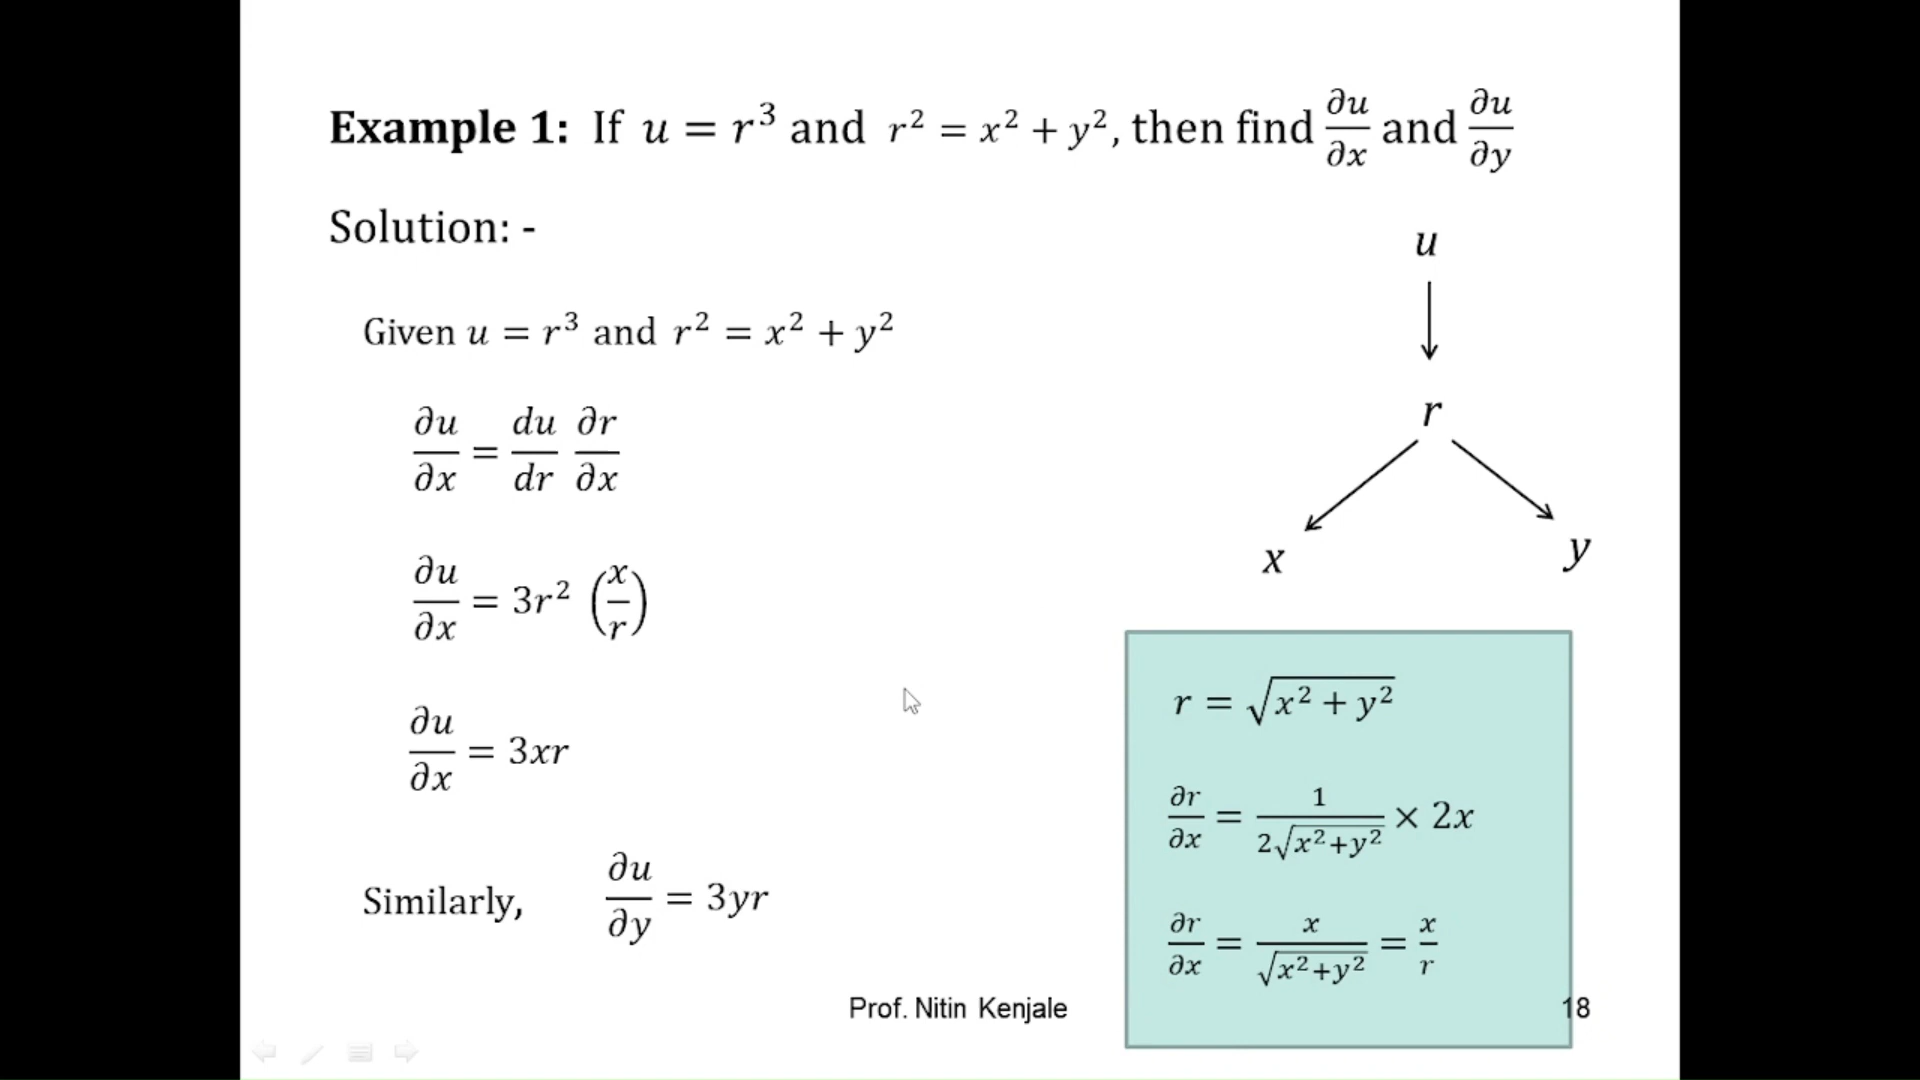 Example 1: If u = r³ and r² = x² + y², then find ∂u/∂x and ∂u/∂y
Solution: -
Given u = r³ and r² = x² + y²
∂u/∂x = du/dr ∂r/∂x
∂u/∂x = 3r² (x/r)
∂u/∂x = 3xr
Similarly, ∂u/∂y = 3yr
u
r
x y
r = √(x² + y²)
∂r/∂x = 1/(2√(x²+y²)) × 2x
∂r/∂x = x/√(x²+y²) = x/r
Prof. Nitin Kenjale
18